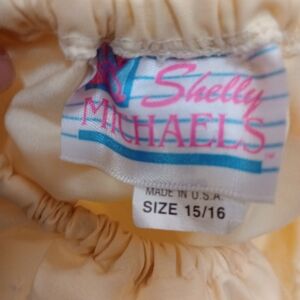 Shelly
MICHAELS
MADE IN U.S.A.
SIZE 15/16